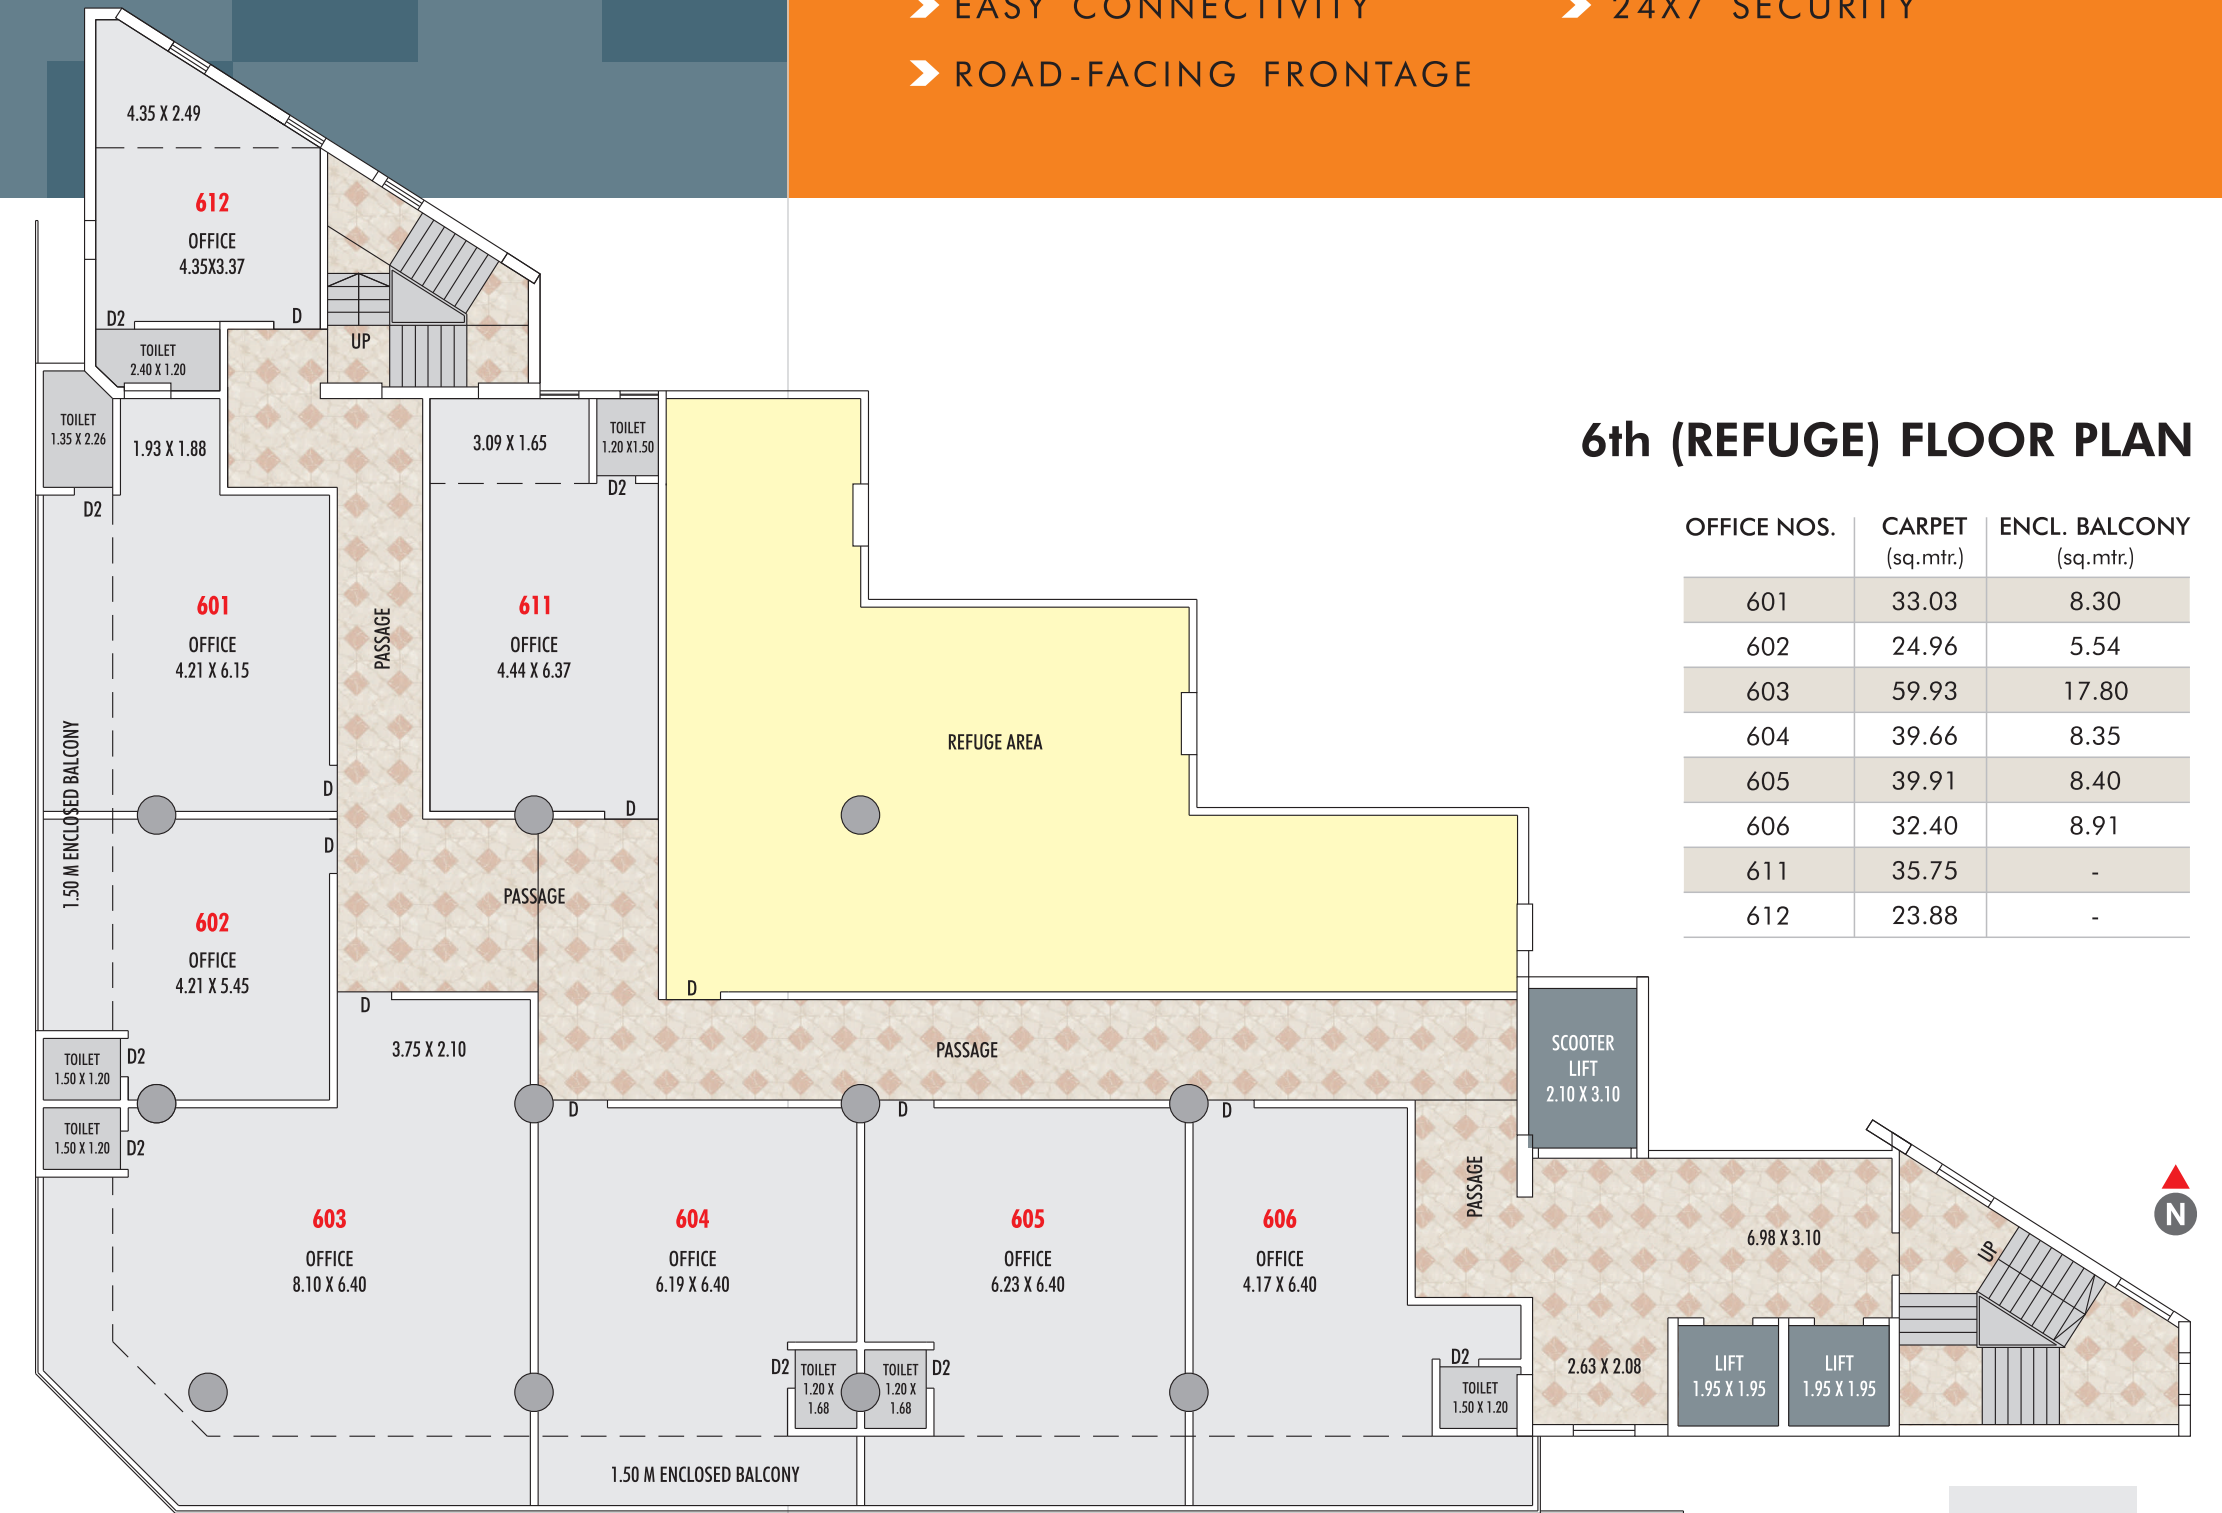 EASY CONNECTIVITY
24X7 SECURITY
ROAD-FACING FRONTAGE
4.35 X 2.49
612
OFFICE
4.35X3.37
D2
D
TOILET
2.40 X 1.20
UP
TOILET
1.35 X 2.26
1.93 X 1.88
D2
3.09 X 1.65
TOILET
1.20 X1.50
D2
6th (REFUGE) FLOOR PLAN
OFFICE NOS. CARPET ENCL. BALCONY
(sq.mtr.) (sq.mtr.)
601 33.03 8.30
602 24.96 5.54
603 59.93 17.80
604 39.66 8.35
605 39.91 8.40
606 32.40 8.91
611 35.75 -
612 23.88 -
601
OFFICE
4.21 X 6.15
D
PASSAGE
611
OFFICE
4.44 X 6.37
D
REFUGE AREA
D
1.50 M ENCLOSED BALCONY
D
602
OFFICE
4.21 X 5.45
PASSAGE
D
3.75 X 2.10
PASSAGE
SCOOTER
LIFT
2.10 X 3.10
TOILET
1.50 X 1.20
D2
TOILET
1.50 X 1.20
D2
D
D
D
603
OFFICE
8.10 X 6.40
604
OFFICE
6.19 X 6.40
605
OFFICE
6.23 X 6.40
606
OFFICE
4.17 X 6.40
PASSAGE
6.98 X 3.10
UP
N
D2
TOILET
1.20 X
1.68
TOILET
1.20 X
1.68
D2
D2
TOILET
1.50 X 1.20
2.63 X 2.08
LIFT
1.95 X 1.95
LIFT
1.95 X 1.95
1.50 M ENCLOSED BALCONY